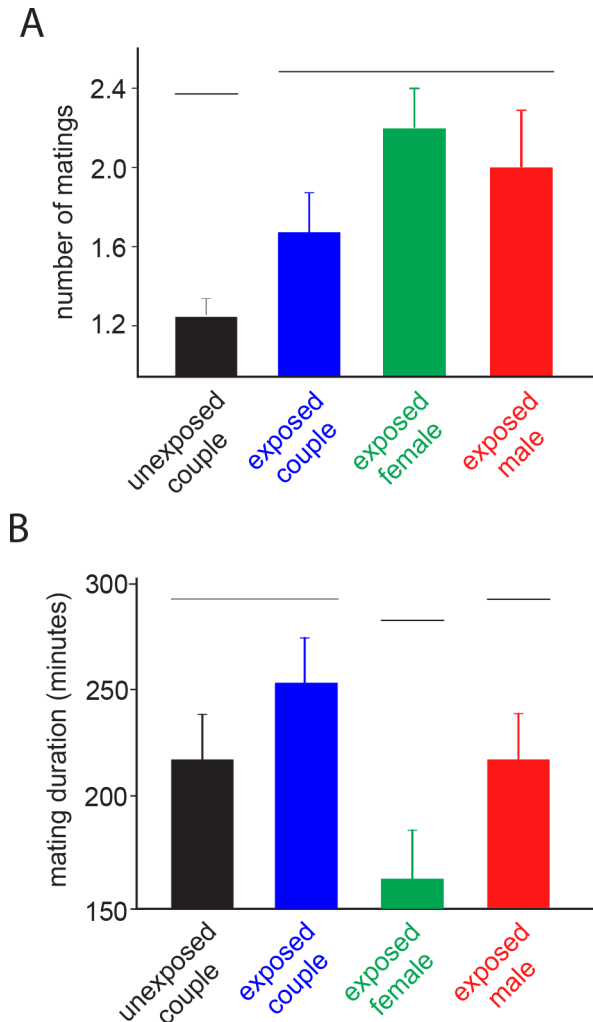 A
number of matings
2.4
2.0
1.6
1.2
unexposed
couple
exposed
couple
exposed
female
exposed
male
B
mating duration (minutes)
300
250
200
150
unexposed
couple
exposed
couple
exposed
female
exposed
male